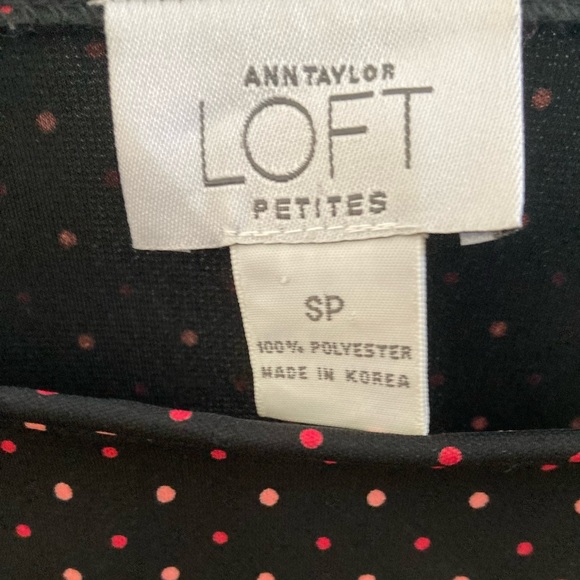 ANNTAYLOR
LOFT
PETITES
SP
100% POLYESTER
MADE IN KOREA